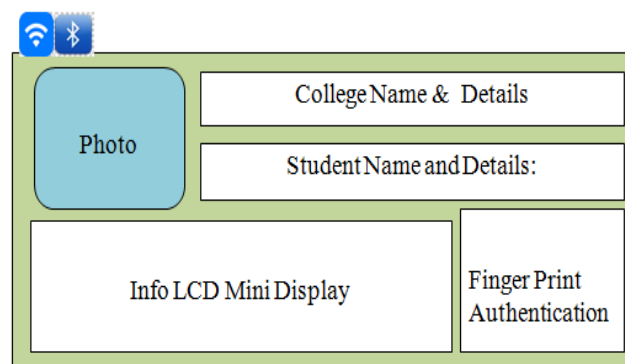 College Name & Details
Photo
Student Name and Details:
Info LCD Mini Display
Finger Print
Authentication